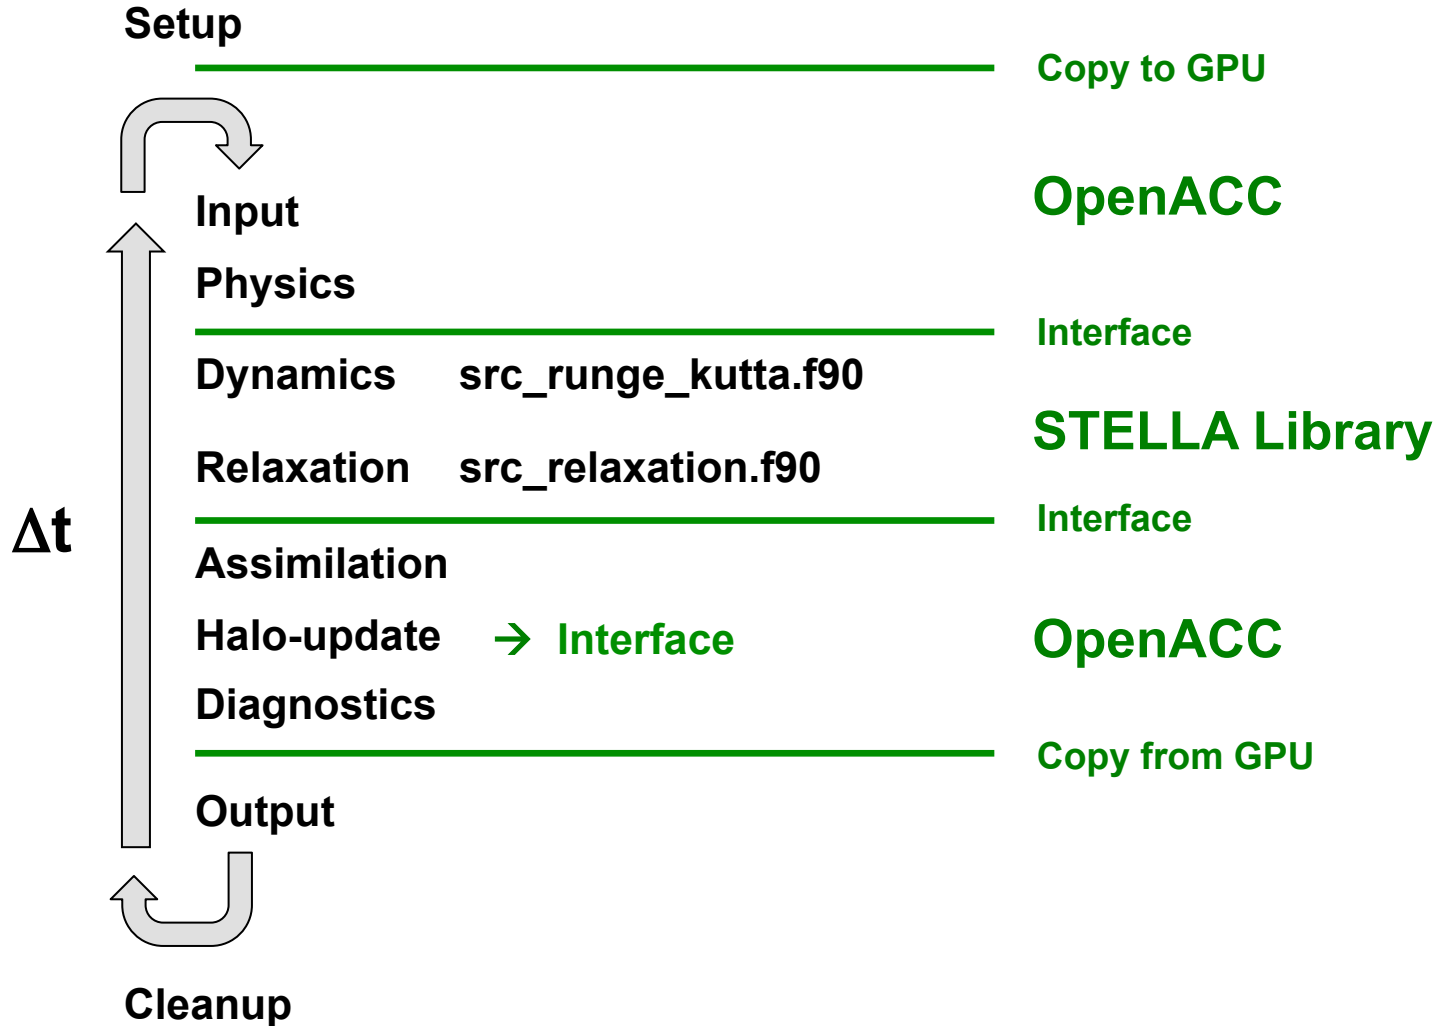 Setup
Copy to GPU
Input
OpenACC
Physics
Interface
Dynamics src_runge_kutta.f90
STELLA Library
Relaxation src_relaxation.f90
Interface
Δt
Assimilation
Halo-update → Interface
OpenACC
Diagnostics
Copy from GPU
Output
Cleanup